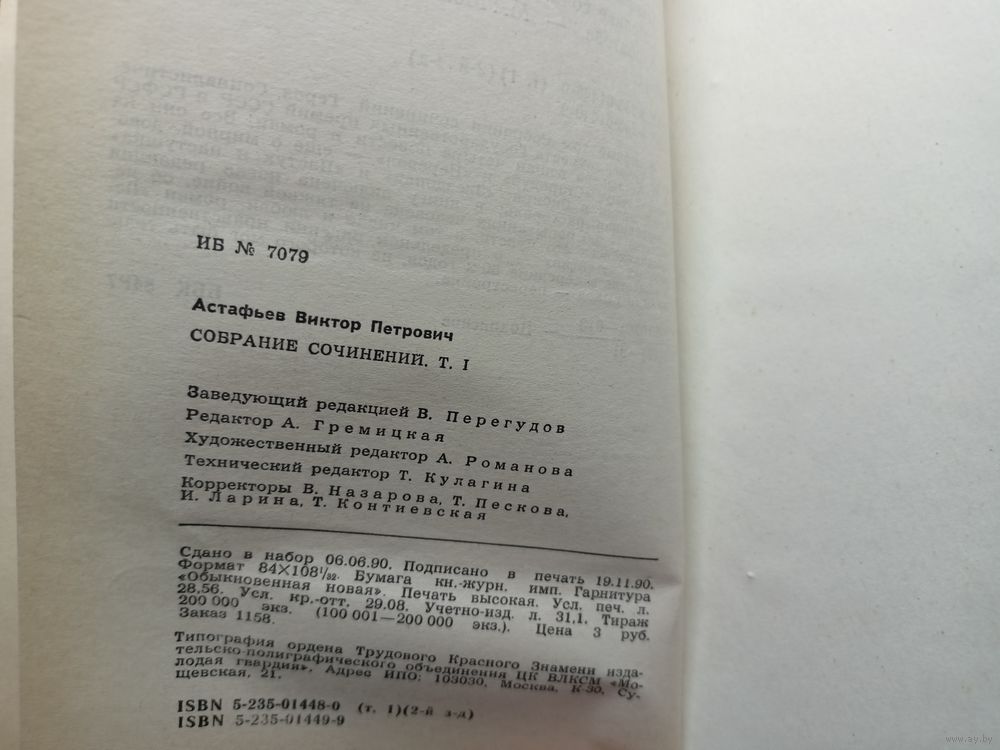 ИБ № 7079
Астафьев Виктор Петрович
СОБРАНИЕ СОЧИНЕНИЙ. Т. I
Заведующий редакцией В. Перегудов
Редактор А. Гремицкая
Художественный редактор А. Романова
Технический редактор Т. Кулагина
Корректоры В. Назарова, Т. Пескова,
И. Ларина, Т. Контиевская
Сдано в набор 06.06.90. Подписано в печать 19.11.90.
Формат 84×108¹/₃₂. Бумага кн.-журн. имп. Гарнитура
«Обыкновенная новая». Печать высокая. Усл. печ. л.
28,56. Усл. кр.-отт. 29,08. Учетно-изд. л. 31,1. Тираж
200 000 экз. (100 001—200 000 экз.). Цена 3 руб.
Заказ 1158.
Типография ордена Трудового Красного Знамени изда-
тельско-полиграфического объединения ЦК ВЛКСМ «Мо-
лодая гвардия». Адрес ИПО: 103030, Москва, К-30, Су-
щевская, 21.
ISBN 5-235-01448-0 (т. 1)(2-й з-д)
ISBN 5-235-01449-9
www.ay.by